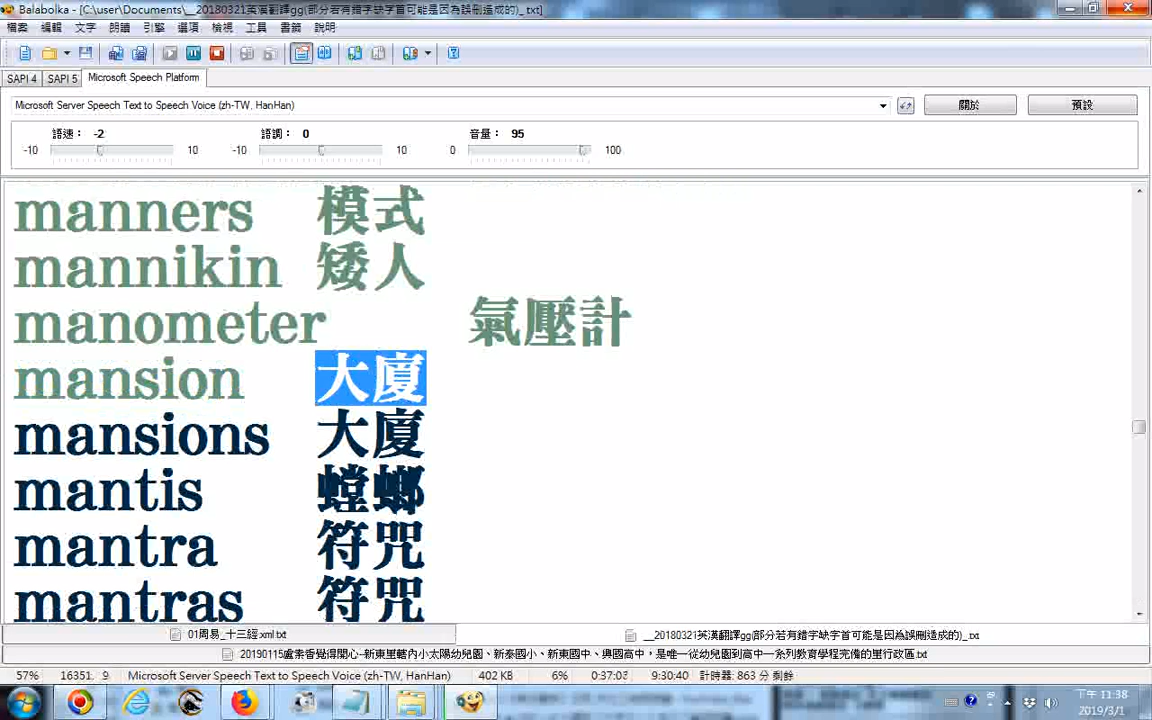 Balabolka - [C:\user\Documents\__20180321英漢翻譯gg(部分若有錯字缺字首可能是因為誤刪造成的)_.txt]
檔案 編輯 文字 朗讀 引擎 選項 檢視 工具 書籤 說明
SAPI 4 SAPI 5 Microsoft Speech Platform
Microsoft Server Speech Text to Speech Voice (zh-TW, HanHan)
關於 預設
語速： -2 語調： 0 音量： 95
-10 10 -10 10 0 100
manners 模式
mannikin 矮人
manometer 氣壓計
mansion 大廈
mansions 大廈
mantis 螳螂
mantra 符咒
mantras 符咒
01周易_十三經.xml.txt
__20180321英漢翻譯gg(部分若有錯字缺字首可能是因為誤刪造成的)_.txt
20190115盧素香覺得開心-新東里轄內小太陽幼兒園、新泰國小、新東國中、興國高中，是唯一從幼兒園到高中一系列教育學程完備的里行政區.txt
57% 16351. 9 Microsoft Server Speech Text to Speech Voice (zh-TW, HanHan) 402 KB 6% 0:37:03 9:30:40 計時器: 863 分 剩餘
下午 11:38
2019/3/1